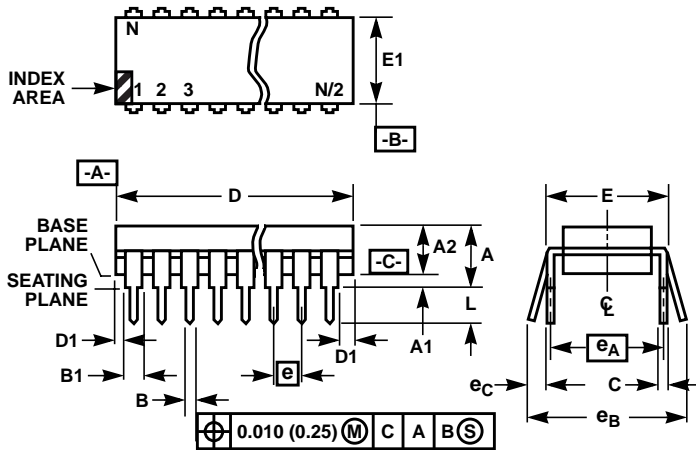 N
E1
INDEX
AREA
1 2 3 N/2
-B-
-A-
D
E
BASE
PLANE
A2
A
-C-
SEATING
PLANE
L
C
L
D1
A1
D1
eA
B1
e
eC
C
B
eB
0.010 (0.25) M C A B S